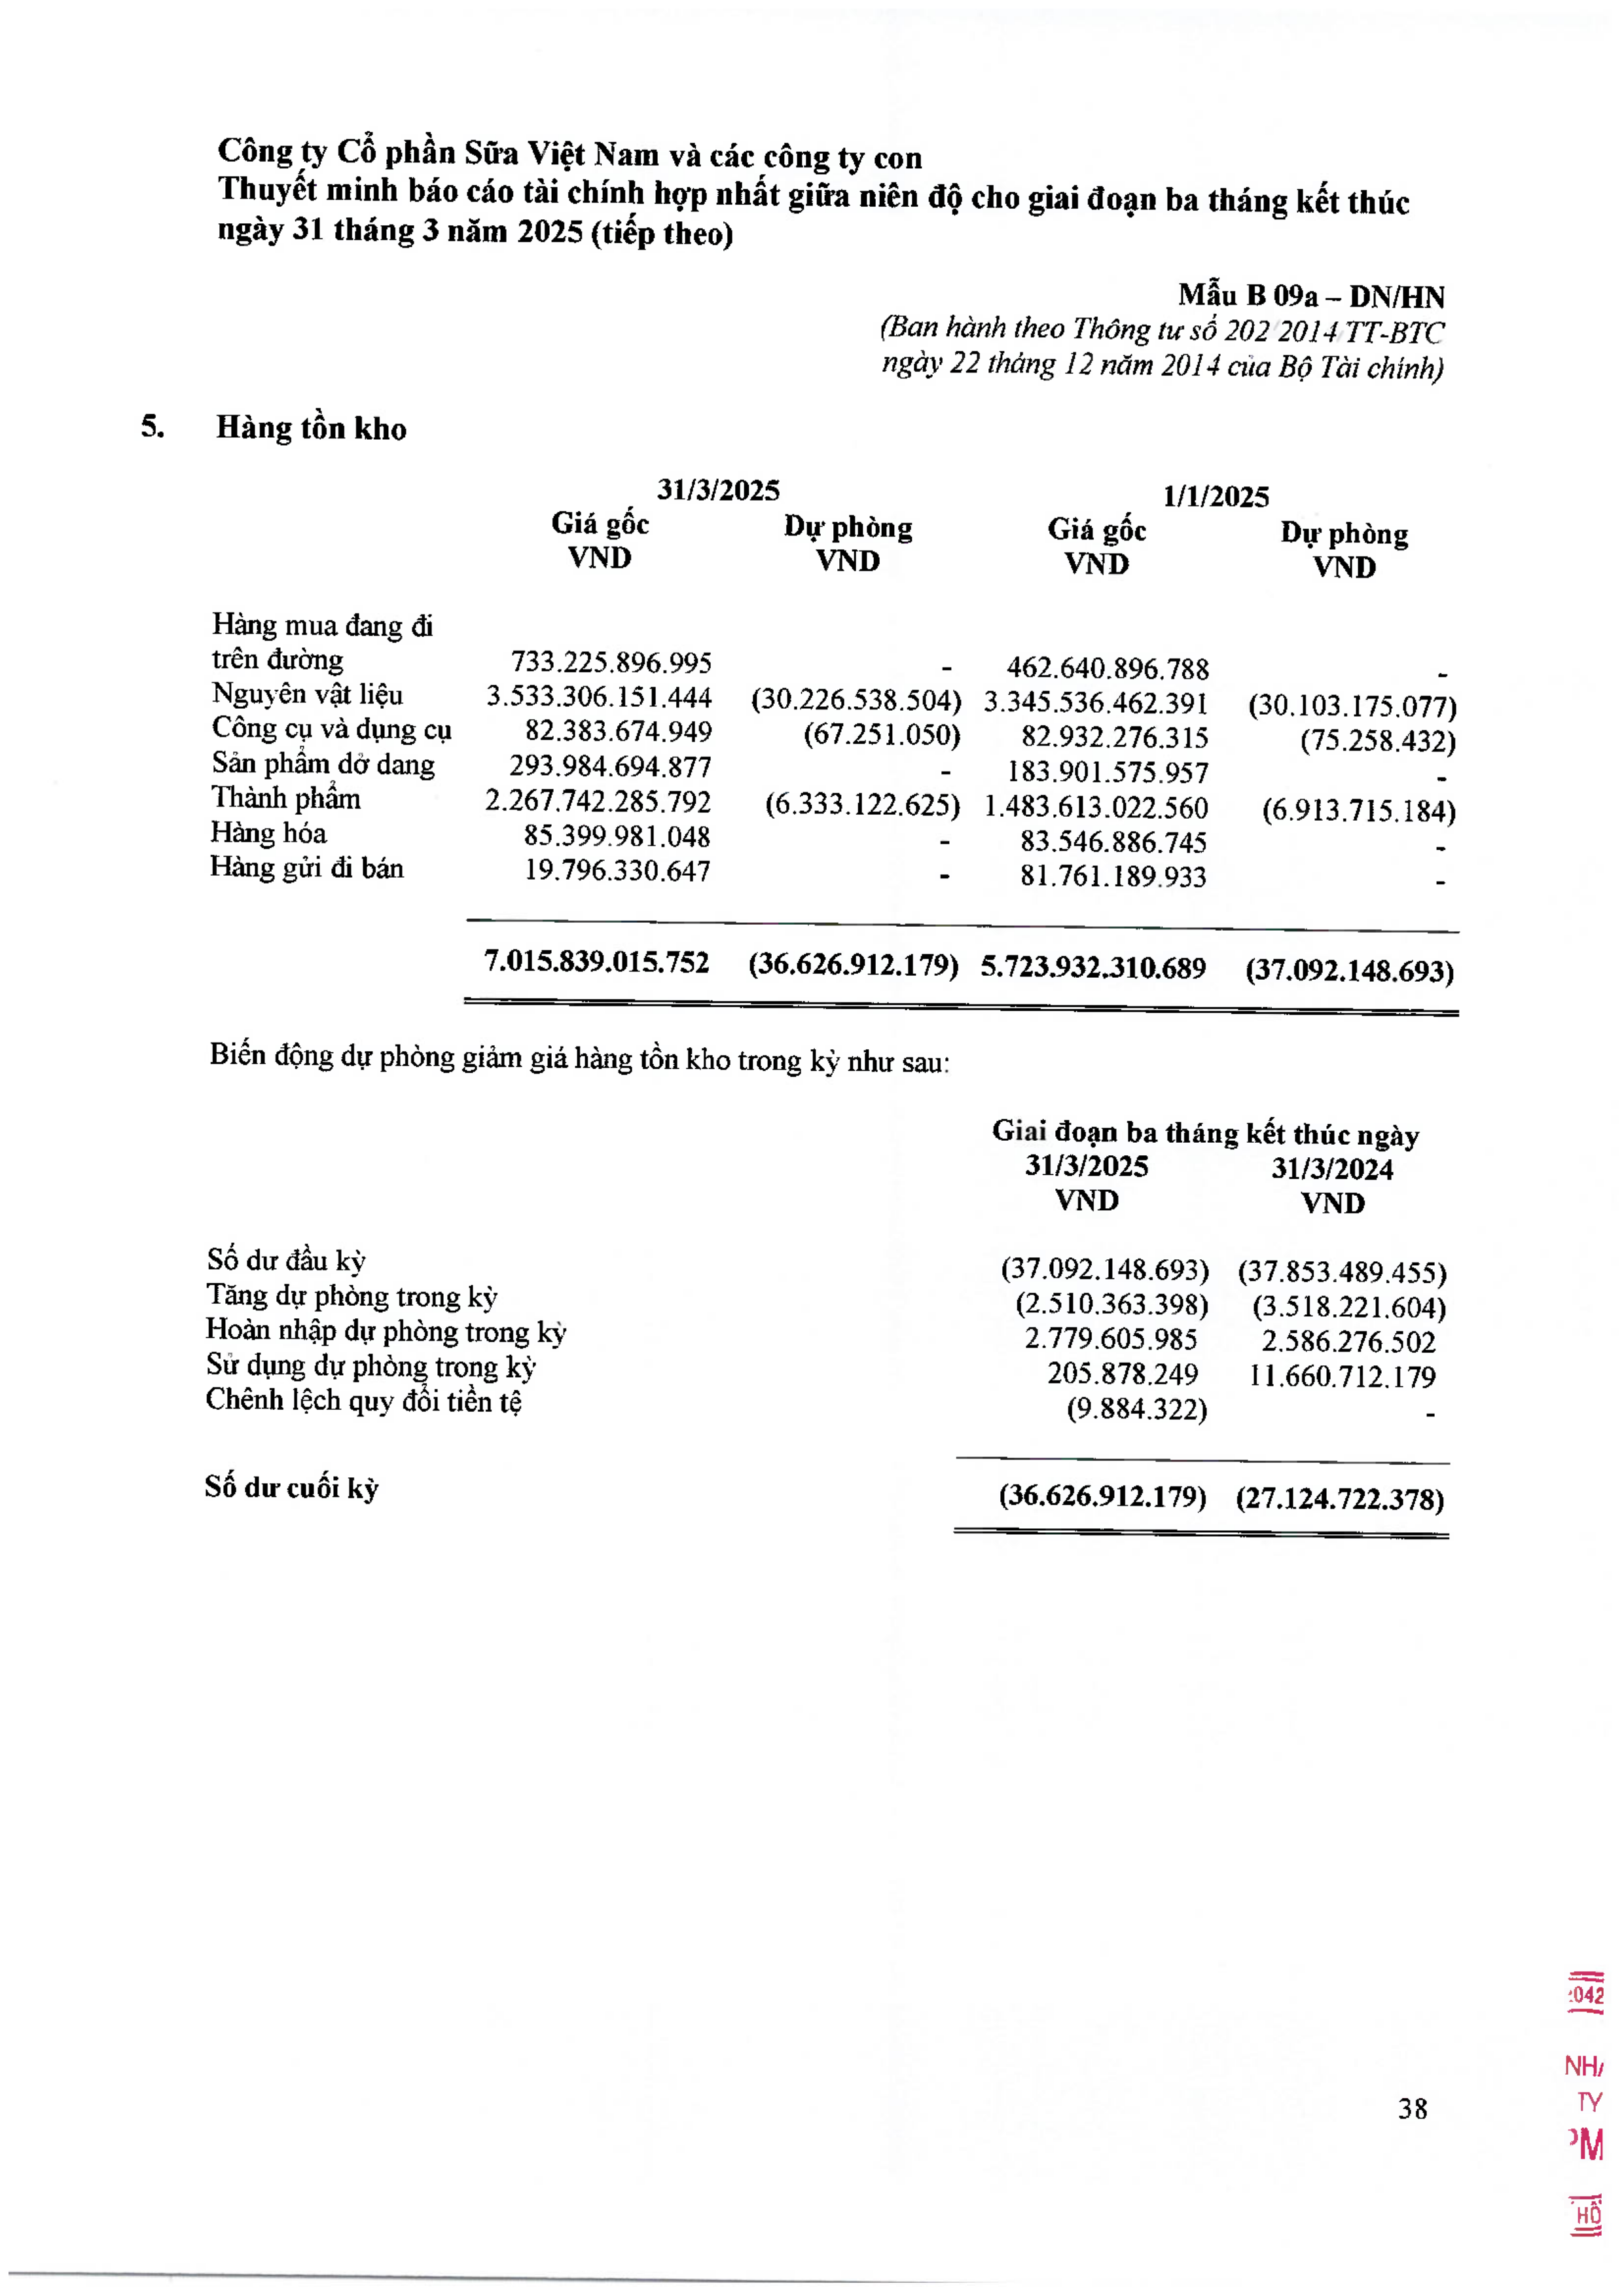 Công ty Cổ phần Sữa Việt Nam và các công ty con
Thuyết minh báo cáo tài chính hợp nhất giữa niên độ cho giai đoạn ba tháng kết thúc
ngày 31 tháng 3 năm 2025 (tiếp theo)
Mẫu B 09a – DN/HN
(Ban hành theo Thông tư số 202/2014/TT-BTC
ngày 22 tháng 12 năm 2014 của Bộ Tài chính)
5. Hàng tồn kho
31/3/2025 1/1/2025
Giá gốc Dự phòng Giá gốc Dự phòng
VND VND VND VND
Hàng mua đang đi
trên đường 733.225.896.995 - 462.640.896.788 -
Nguyên vật liệu 3.533.306.151.444 (30.226.538.504) 3.345.536.462.391 (30.103.175.077)
Công cụ và dụng cụ 82.383.674.949 (67.251.050) 82.932.276.315 (75.258.432)
Sản phẩm dở dang 293.984.694.877 - 183.901.575.957 -
Thành phẩm 2.267.742.285.792 (6.333.122.625) 1.483.613.022.560 (6.913.715.184)
Hàng hóa 85.399.981.048 - 83.546.886.745 -
Hàng gửi đi bán 19.796.330.647 - 81.761.189.933 -
7.015.839.015.752 (36.626.912.179) 5.723.932.310.689 (37.092.148.693)
Biến động dự phòng giảm giá hàng tồn kho trong kỳ như sau:
Giai đoạn ba tháng kết thúc ngày
31/3/2025 31/3/2024
VND VND
Số dư đầu kỳ (37.092.148.693) (37.853.489.455)
Tăng dự phòng trong kỳ (2.510.363.398) (3.518.221.604)
Hoàn nhập dự phòng trong kỳ 2.779.605.985 2.586.276.502
Sử dụng dự phòng trong kỳ 205.878.249 11.660.712.179
Chênh lệch quy đổi tiền tệ (9.884.322) -
Số dư cuối kỳ (36.626.912.179) (27.124.722.378)
042
NH
TY
PM
HỒ
38